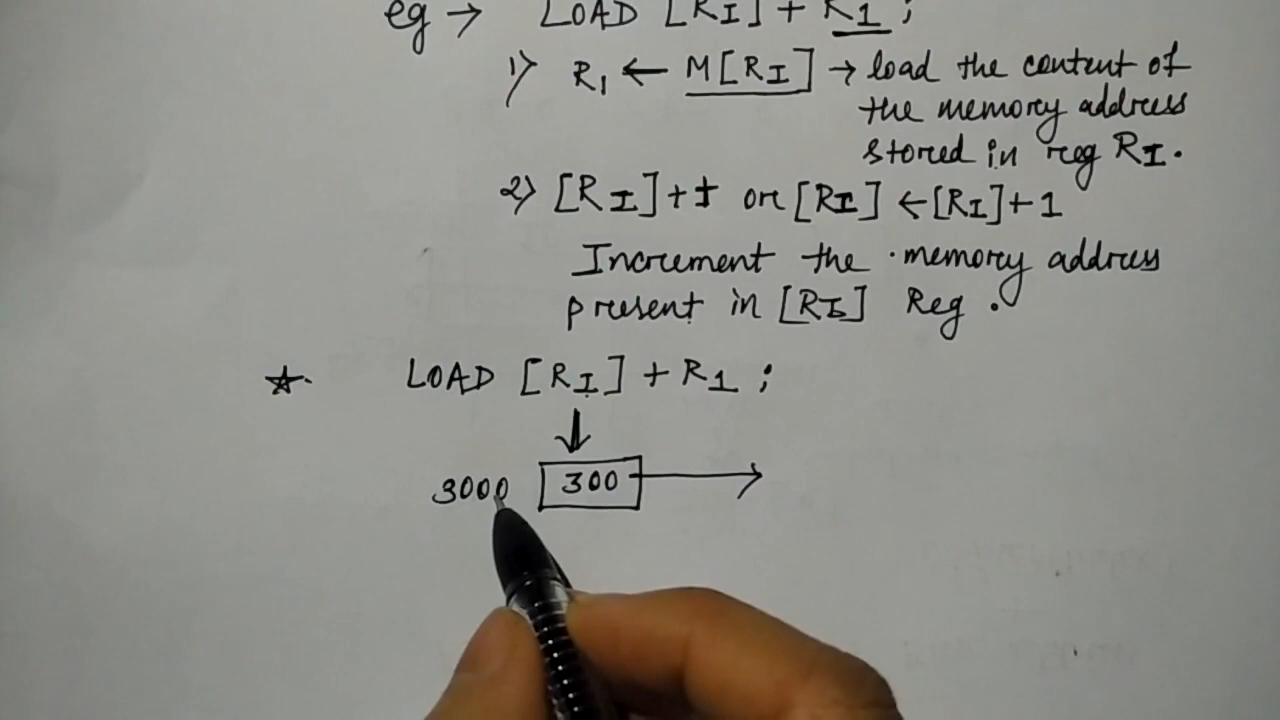 eg → LOAD [RI] + R1 ;
1) R1 ← M[RI] → load the content of
the memory address
stored in reg RI.
2) [RI]++ or [RI] ← [RI]+1
Increment the memory address
present in [RI] Reg.
☆ LOAD [RI] + R1 ;
↓
3000 300 →